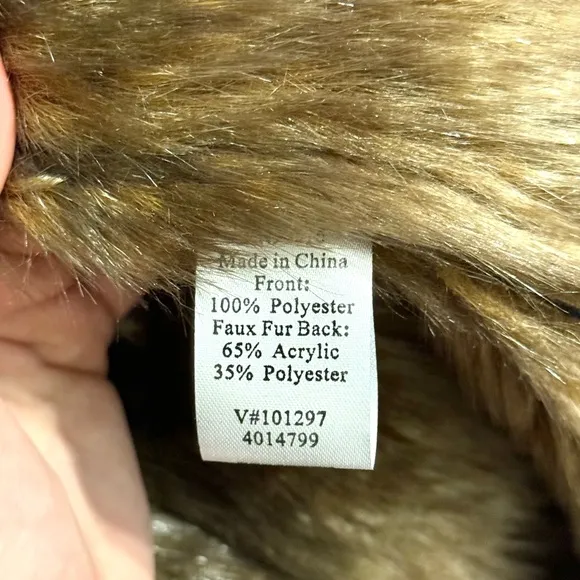 Made in China
Front:
100% Polyester
Faux Fur Back:
65% Acrylic
35% Polyester
V#101297
4014799